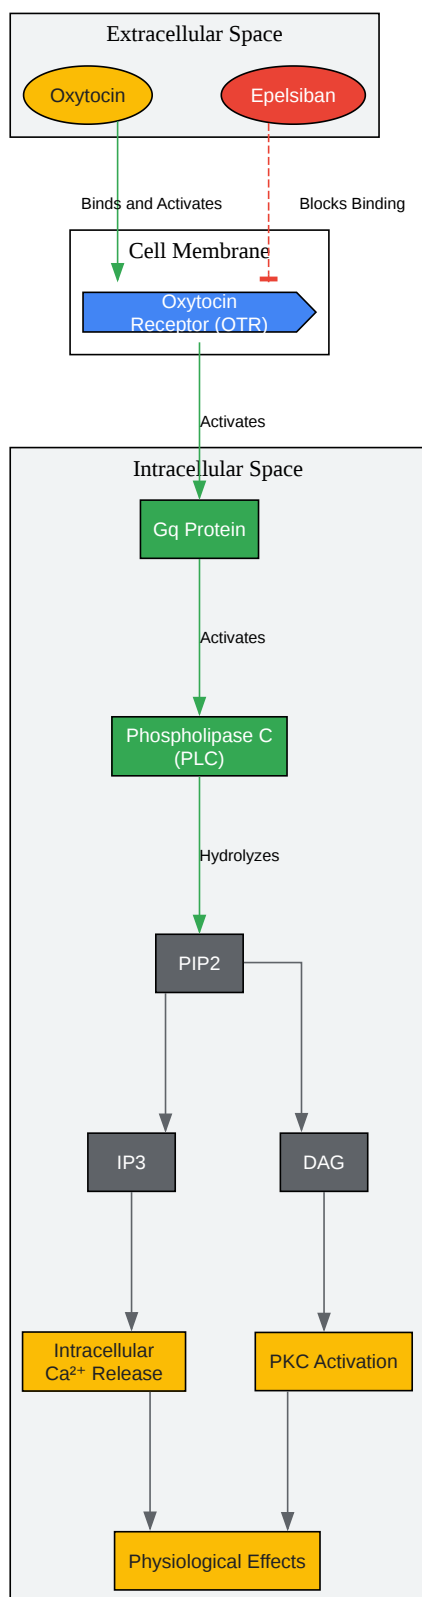 Extracellular Space
Oxytocin
Epelsiban
Binds and Activates
Blocks Binding
Cell Membrane
Oxytocin
Receptor (OTR)
Activates
Intracellular Space
Gq Protein
Activates
Phospholipase C
(PLC)
Hydrolyzes
PIP2
IP3
DAG
Intracellular
Ca²⁺ Release
PKC Activation
Physiological Effects